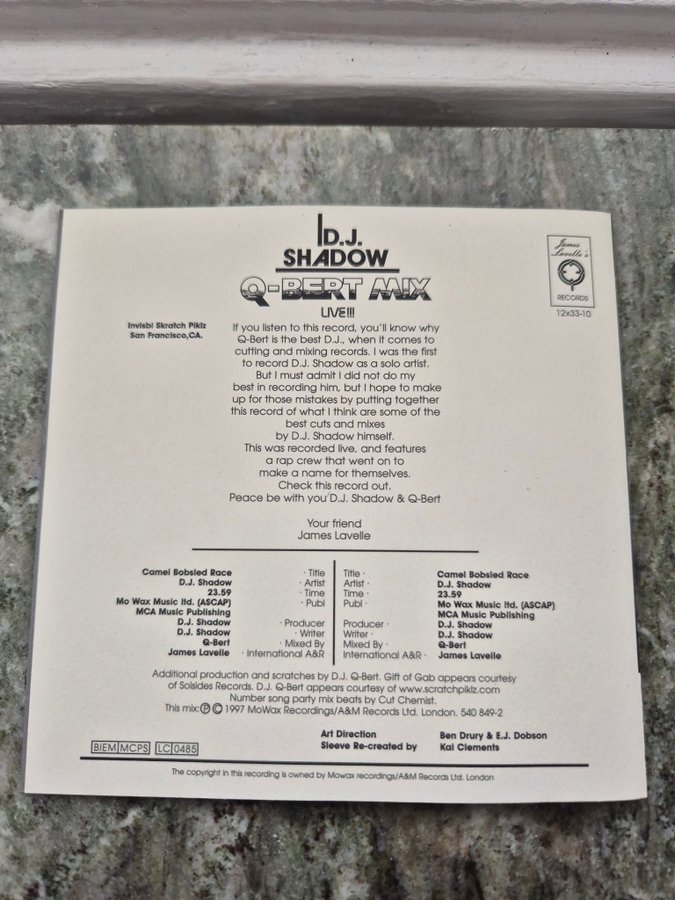 D.J.
SHADOW
Q-BERT MIX
LIVE!!!
James
Lavelle's
RECORDS
12x33-10
Invisbl Skratch Piklz
San Francisco,CA.
If you listen to this record, you'll know why
Q-Bert is the best D.J., when it comes to
cutting and mixing records. I was the first
to record D.J. Shadow as a solo artist.
But I must admit I did not do my
best in recording him, but I hope to make
up for those mistakes by putting together
this record of what I think are some of the
best cuts and mixes
by D.J. Shadow himself.
This was recorded live, and features
a rap crew that went on to
make a name for themselves.
Check this record out.
Peace be with you D.J. Shadow & Q-Bert
Your friend
James Lavelle
Camel Bobsled Race · Title Title · Camel Bobsled Race
D.J. Shadow · Artist Artist · D.J. Shadow
23.59 · Time Time · 23.59
Mo Wax Music ltd. (ASCAP) · Publ Publ · Mo Wax Music ltd. (ASCAP)
MCA Music Publishing MCA Music Publishing
D.J. Shadow · Producer Producer · D.J. Shadow
D.J. Shadow · Writer Writer · D.J. Shadow
Q-Bert · Mixed By Mixed By · Q-Bert
James Lavelle · International A&R International A&R · James Lavelle
Additional production and scratches by D.J. Q-Bert. Gift of Gab appears courtesy
of Solsides Records. D.J. Q-Bert appears courtesy of www.scratchpiklz.com
Number song party mix beats by Cut Chemist.
This mix: ℗ © 1997 MoWax Recordings/A&M Records Ltd. London. 540 849-2
Art Direction Ben Drury & E.J. Dobson
Sleeve Re-created by Kai Clements
BIEM MCPS LC 0485
The copyright in this recording is owned by Mowax recordings/A&M Records Ltd. London